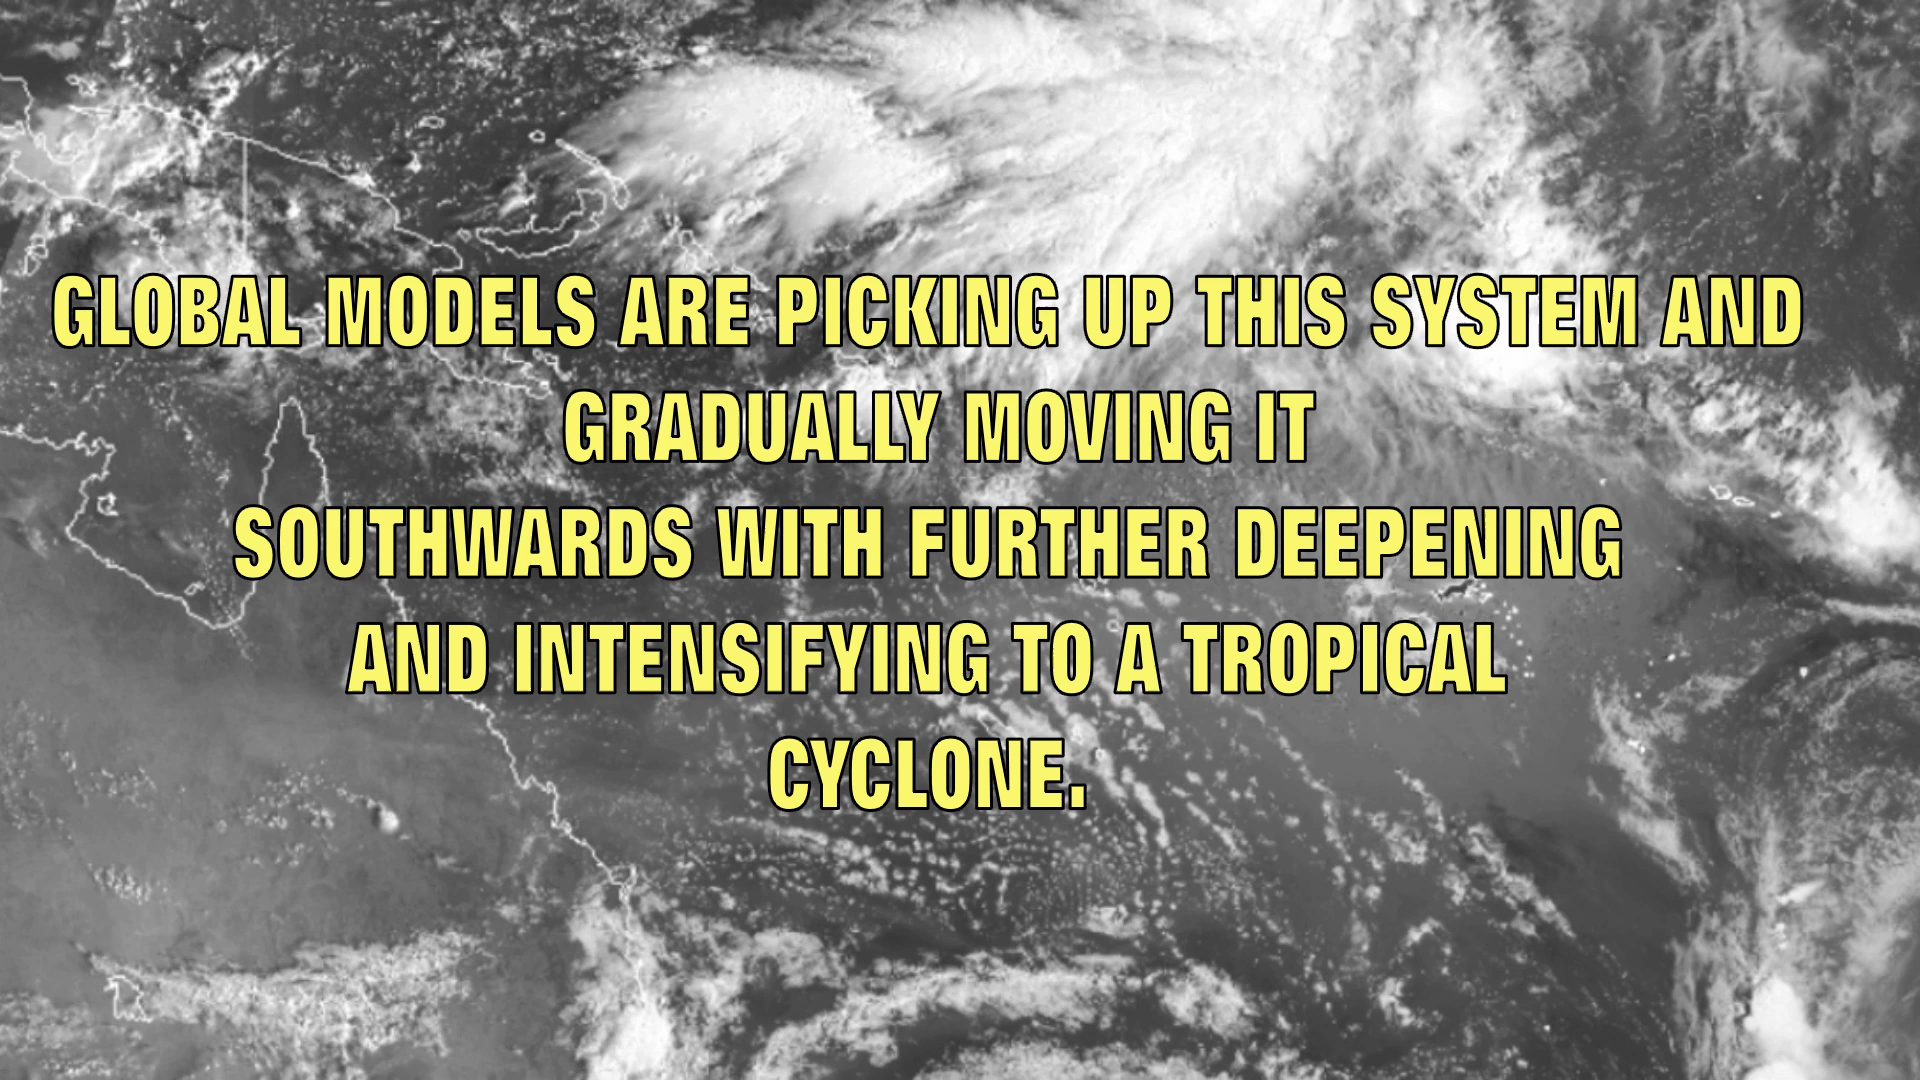 GLOBAL MODELS ARE PICKING UP THIS SYSTEM AND
GRADUALLY MOVING IT
SOUTHWARDS WITH FURTHER DEEPENING
AND INTENSIFYING TO A TROPICAL
CYCLONE.